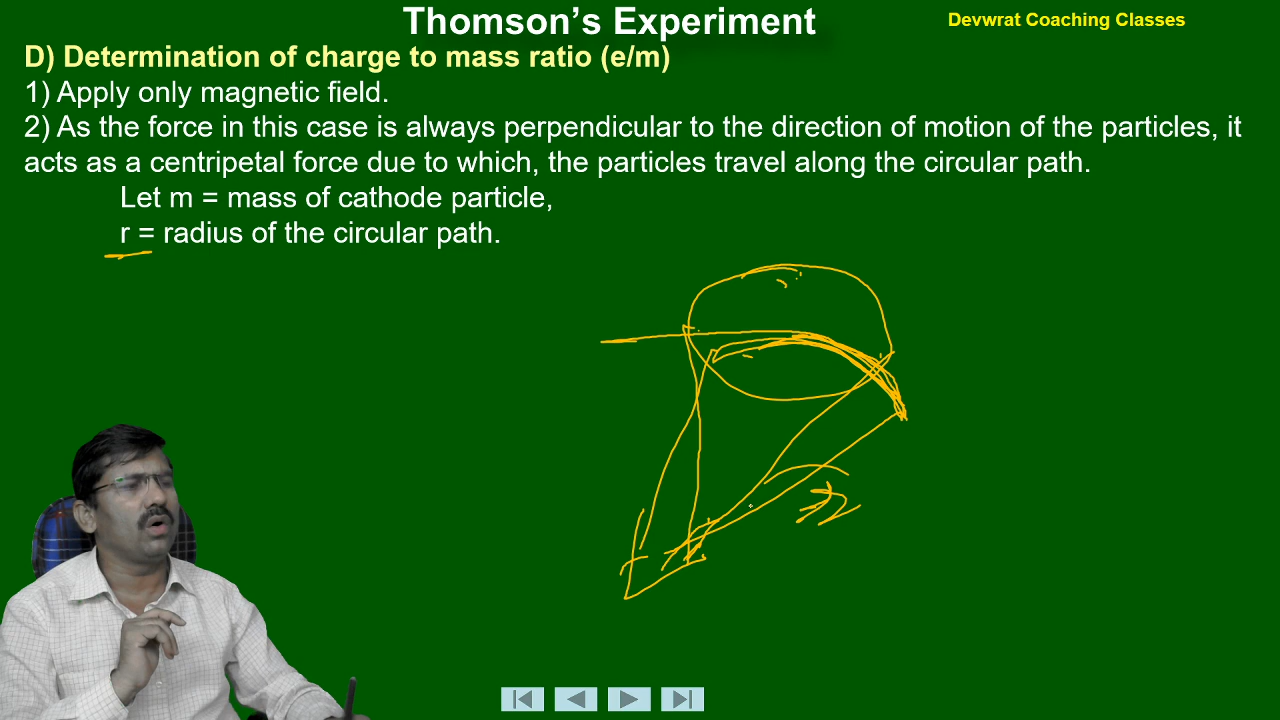 Thomson's Experiment
Devwrat Coaching Classes
D) Determination of charge to mass ratio (e/m)
1) Apply only magnetic field.
2) As the force in this case is always perpendicular to the direction of motion of the particles, it
acts as a centripetal force due to which, the particles travel along the circular path.
Let m = mass of cathode particle,
r = radius of the circular path.